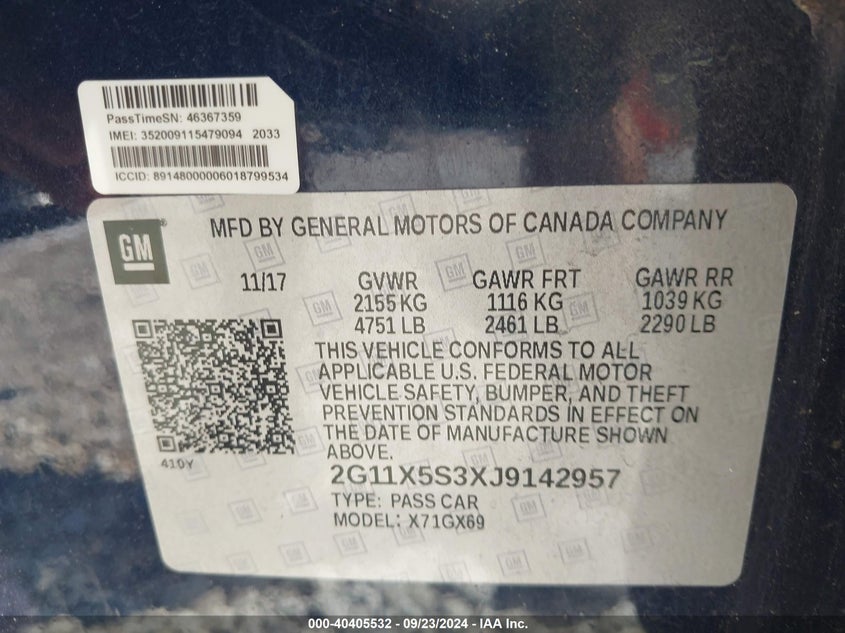 PassTimeSN: 46367359
IMEI: 352009115479094 2033
ICCID: 89148000006018799534
GM
MFD BY GENERAL MOTORS OF CANADA COMPANY
11/17 GVWR GAWR FRT GAWR RR
2155 KG 1116 KG 1039 KG
4751 LB 2461 LB 2290 LB
THIS VEHICLE CONFORMS TO ALL
APPLICABLE U.S. FEDERAL MOTOR
VEHICLE SAFETY, BUMPER, AND THEFT
PREVENTION STANDARDS IN EFFECT ON
THE DATE OF MANUFACTURE SHOWN
ABOVE.
410Y
2G11X5S3XJ9142957
TYPE: PASS CAR
MODEL: X71GX69
000-40405532 - 09/23/2024 - IAA Inc.